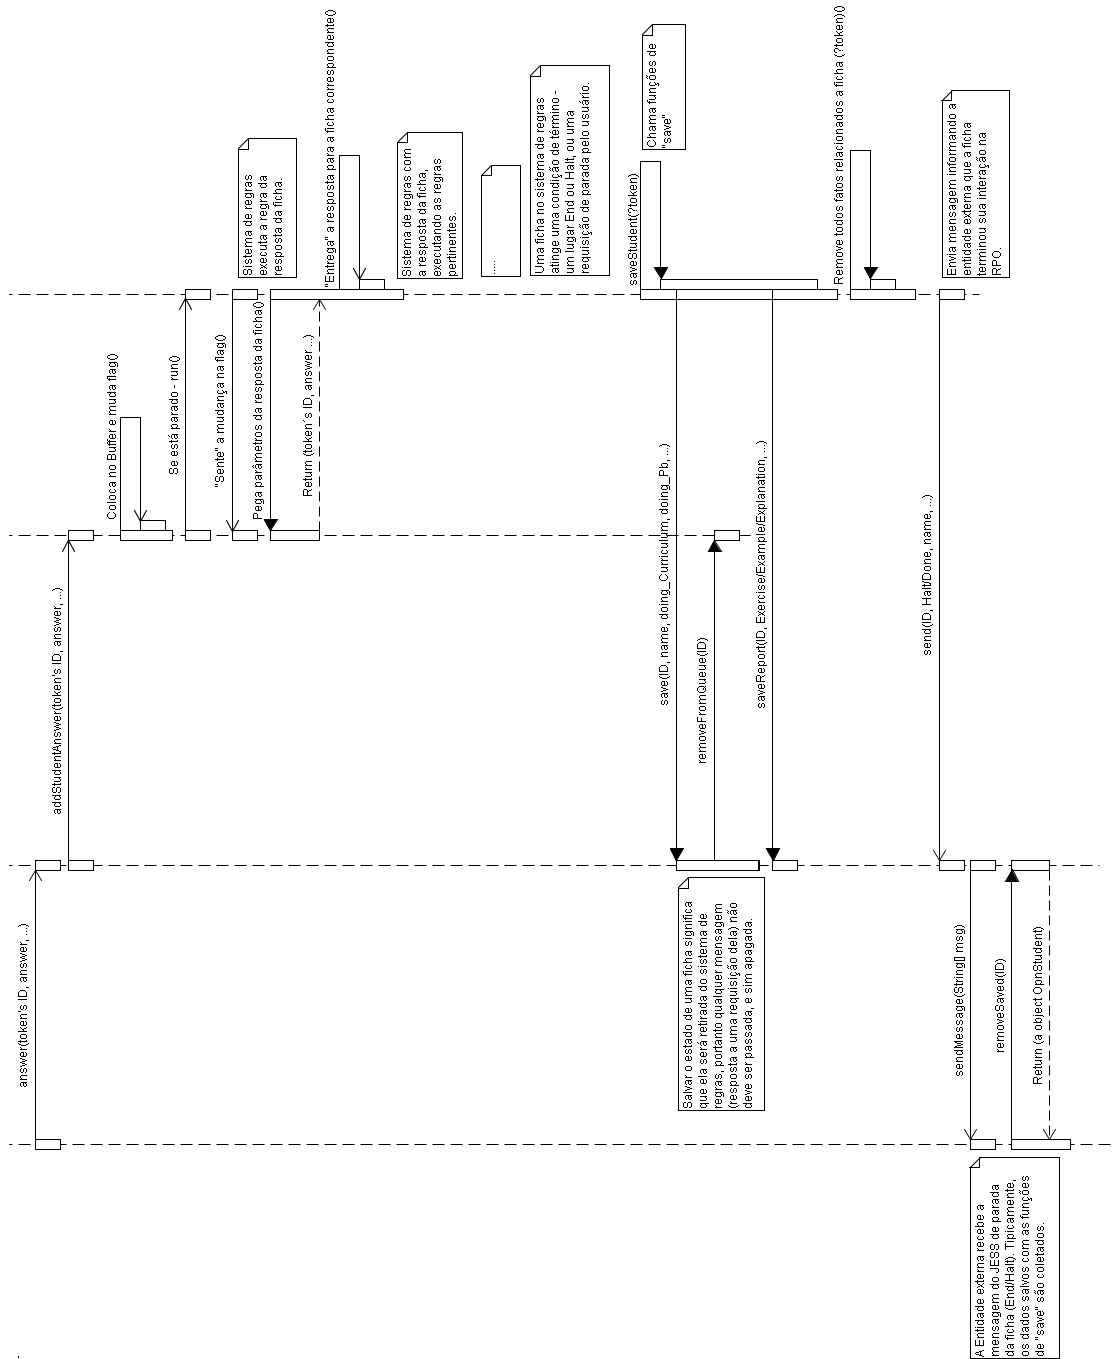 answer(token's ID, answer, ...)
addStudentAnswer(token's ID, answer, ...)
Coloca no Buffer e muda flag()
Se está parado - run()
"Sente" a mudança na flag()
Sistema de regras
executa a regra da
resposta da ficha.
Pega parâmetros da resposta da ficha()
Return (token´s ID, answer ...)
"Entrega" a resposta para a ficha correspondente()
Sistema de regras com
a resposta da ficha,
executando as regras
pertinentes.
.....
Uma ficha no sistema de regras
atinge uma condição de término -
um lugar End ou Halt, ou uma
requisição de parada pelo usuário.
saveStudent(?token)
Chama funções de
"save"
save(ID, name, doing_Curriculum, doing_Pb, ...)
Salvar o estado de uma ficha significa
que ela será retirada do sistema de
regras, portanto qualquer mensagem
(resposta a uma requisição dela) não
deve ser passada, e sim apagada.
removeFromQueue(ID)
saveReport(ID, Exercise/Example/Explanation, ...)
Remove todos fatos relacionados a ficha (?token)()
send(ID, Halt/Done, name, ...)
Envia mensagem informando a
entidade externa que a ficha
terminou sua interação na
RPO.
sendMessage(String[] msg)
removeSaved(ID)
Return (a object OpnStudent)
A Entidade externa recebe a
mensagem do JESS de parada
da ficha (End/Halt). Tipicamente,
os dados salvos com as funções
de "save" são coletados.